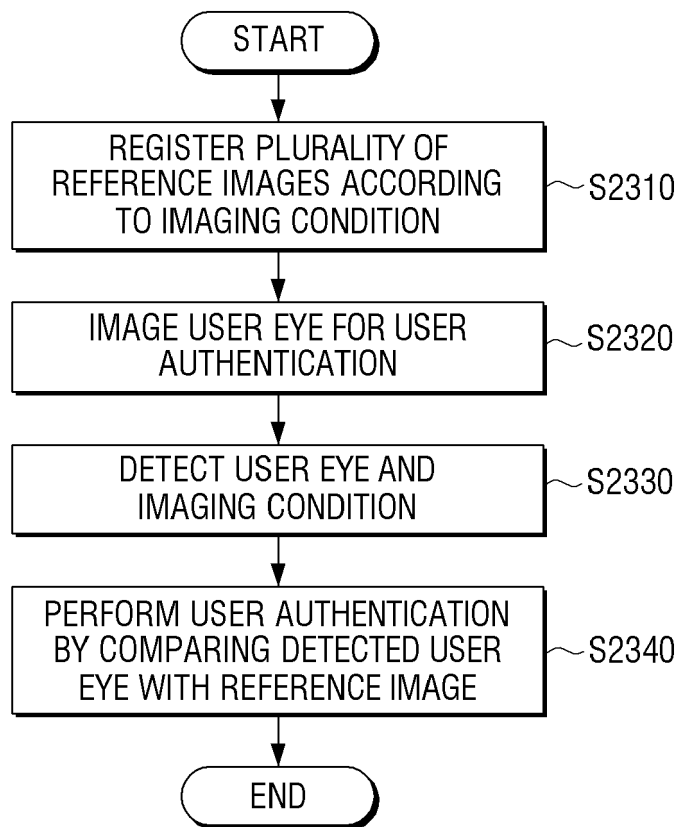 START
REGISTER PLURALITY OF
REFERENCE IMAGES ACCORDING
TO IMAGING CONDITION
S2310
IMAGE USER EYE FOR USER
AUTHENTICATION
S2320
DETECT USER EYE AND
IMAGING CONDITION
S2330
PERFORM USER AUTHENTICATION
BY COMPARING DETECTED USER
EYE WITH REFERENCE IMAGE
S2340
END